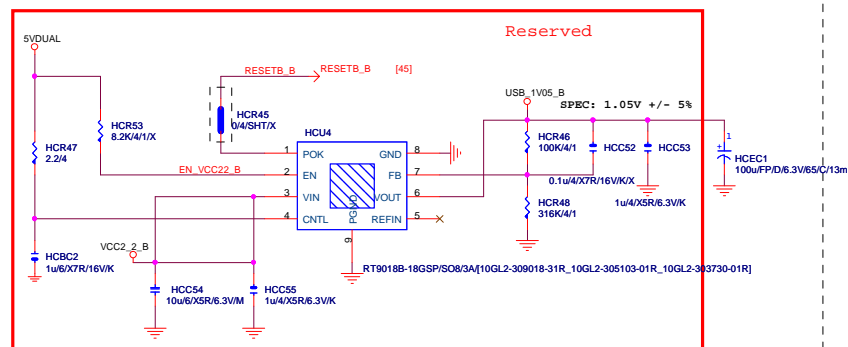 Reserved
5VDUAL
RESETB_B
RESETB_B
[45]
USB_1V05_B
SPEC: 1.05V +/- 5%
HCR53
8.2K/4/1/X
HCR45
0/4/SHT/X
HCR47
2.2/4
HCU4
HCR46
100K/4/1
HCC52
0.1u/4/X7R/16V/K/X
HCC53
1u/4/X5R/6.3V/K
1
+
HCEC1
100u/FP/D/6.3V/65/C/13m
1
POK
GND
8
EN_VCC22_B
2
EN
FB
7
3
VIN
VOUT
6
4
CNTL
REFIN
5
PGND
9
HCR48
316K/4/1
VCC2_2_B
HCBC2
1u/6/X7R/16V/K
RT9018B-18GSP/SO8/3A/[10GL2-309018-31R_10GL2-305103-01R_10GL2-303730-01R]
HCC54
10u/6/X5R/6.3V/M
HCC55
1u/4/X5R/6.3V/K